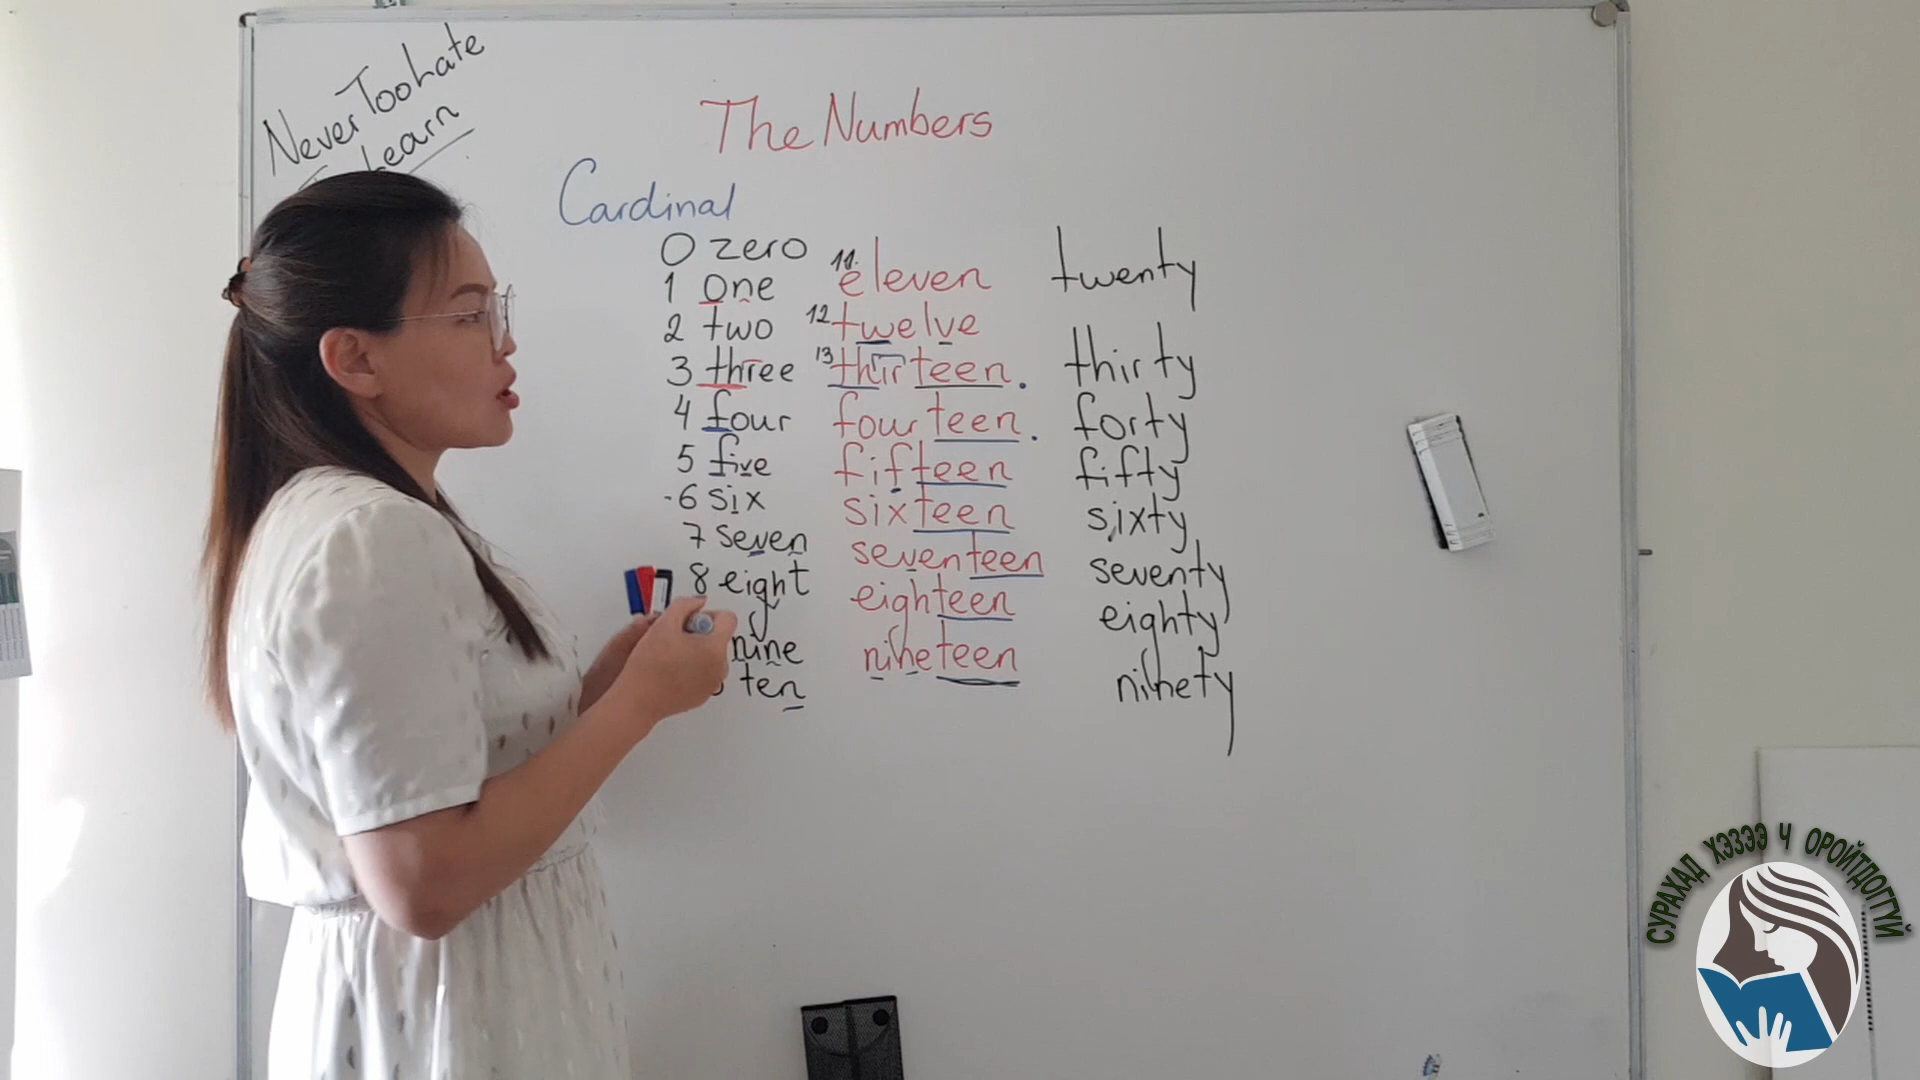 Never Too Late
To Learn
The Numbers
Cardinal
0 zero
1 one
2 two
3 three
4 four
5 five
6 six
7 seven
8 eight
nine
ten
11. eleven
12 twelve
13 thirteen.
fourteen.
fifteen
sixteen
seventeen
eighteen
nineteen
twenty
thirty
forty
fifty
sixty
seventy
eighty
ninety
СУРАХАД ХЭЗЭЭ Ч ОРОЙТДОГГҮЙ